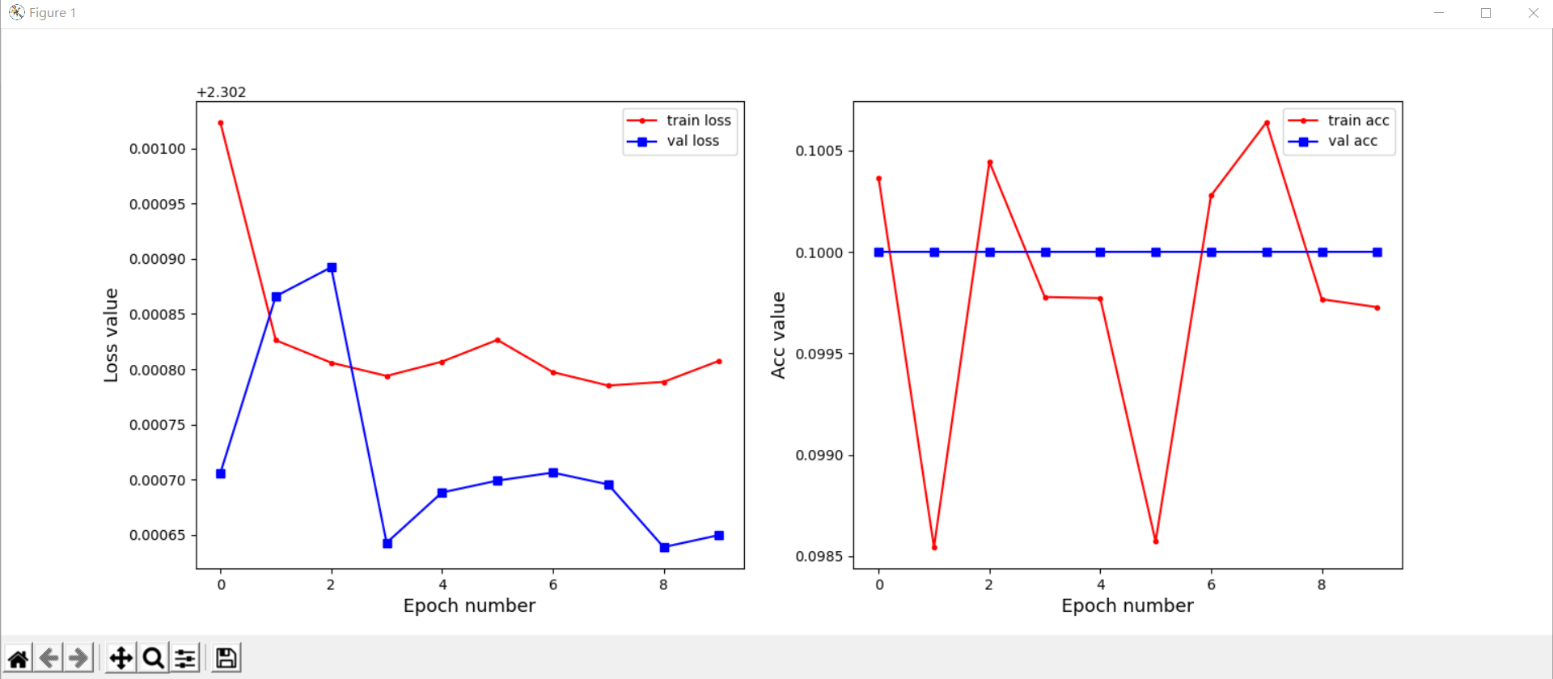 Figure 1
+2.302
train loss
val loss
0.00100
0.00095
0.00090
0.00085
0.00080
0.00075
0.00070
0.00065
Loss value
0 2 4 6 8
Epoch number
train acc
val acc
0.1005
0.1000
0.0995
0.0990
0.0985
Acc value
0 2 4 6 8
Epoch number